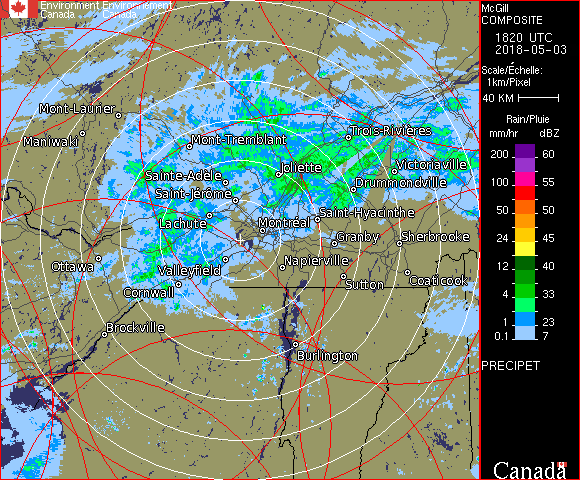 Environment Environnement
Canada Canada
McGill
COMPOSITE
1820 UTC
2018-05-03
Scale/Échelle:
1km/Pixel
40 KM
Rain/Pluie
mm/hr dBZ
200 60
100 55
50 50
24 45
12 40
4 33
1 23
0.1 7
PRECIPET
Mont-Laurier
Maniwaki
Mont-Tremblant
Trois-Rivières
Sainte-Adèle
Joliette
Victoriaville
Saint-Jérôme
Drummondville
Lachute
Montréal
Saint-Hyacinthe
Granby
Sherbrooke
Ottawa
Valleyfield
Napierville
Cornwall
Sutton
Coaticook
Brockville
Burlington
Canada